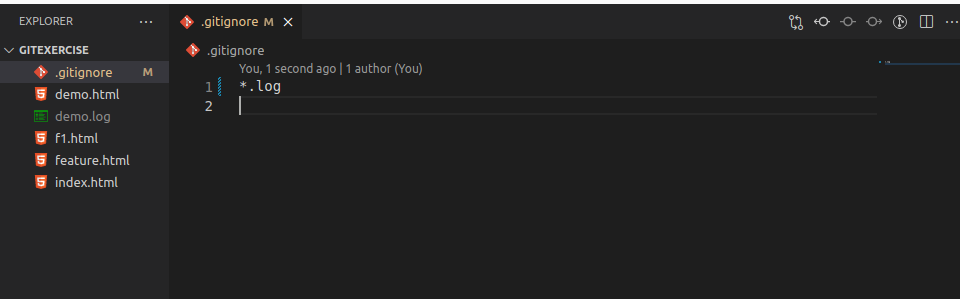 EXPLORER ...
.gitignore M
GITEXERCISE
.gitignore M
demo.html
demo.log
f1.html
feature.html
index.html
.gitignore
You, 1 second ago | 1 author (You)
1 *.log
2